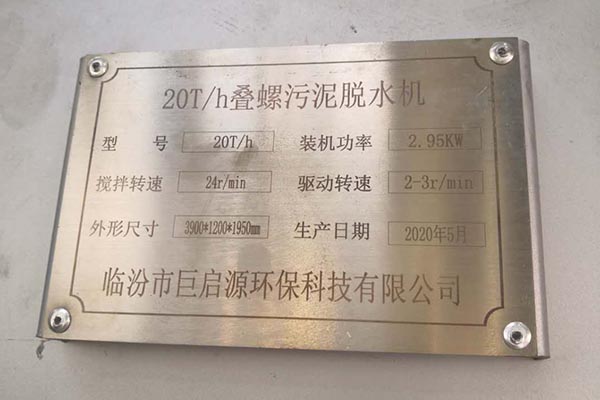 20T/h叠螺污泥脱水机
型 号 20T/h 装机功率 2.95KW
搅拌转速 24r/min 驱动转速 2-3r/min
外形尺寸 3900*1200*1950mm 生产日期 2020年5月
临汾市巨启源环保科技有限公司